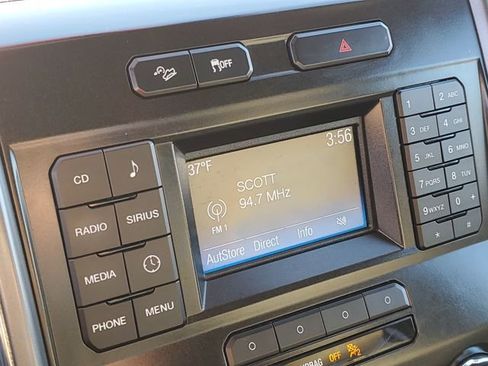 OFF
37°F
3:56
SCOTT
94.7 MHz
FM 1
AutStore Direct Info
CD
RADIO SIRIUS
MEDIA
PHONE MENU
1 2 ABC
3 DEF 4 GHI
5 JKL 6 MNO
7 PQRS 8 TUV
9 WXYZ 0 +
* #
RBAG OFF 2